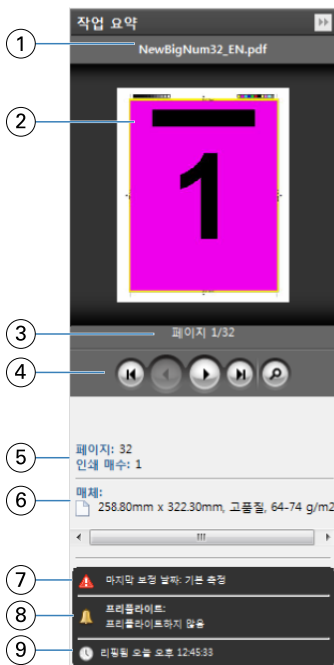 작업 요약
1
NewBigNum32_EN.pdf
2
1
3
페이지 1/32
4
5
페이지: 32
인쇄 매수: 1
6
매체:
258.80mm x 322.30mm, 고품질, 64-74 g/m2
7
마지막 보정 날짜: 기본 측정
8
프리플라이트:
프리플라이트하지 않음
9
리핑됨 오늘 오후 12:45:33